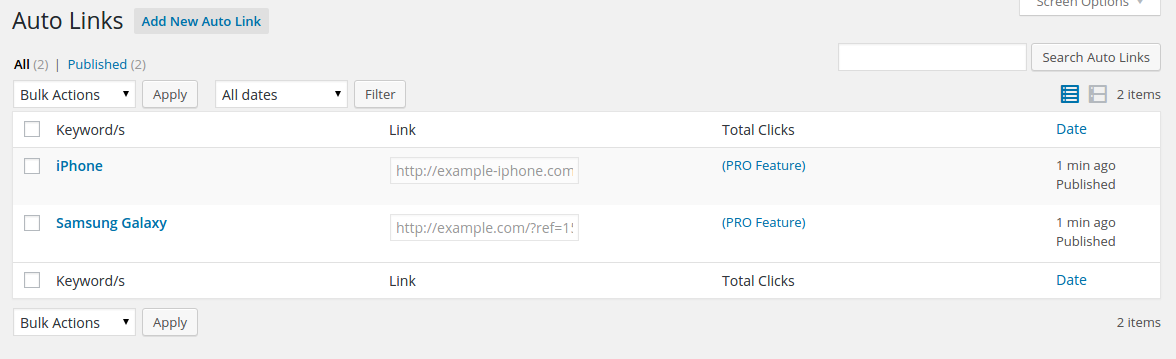 Screen Options ▼
Auto Links Add New Auto Link
All (2) | Published (2) Search Auto Links
Bulk Actions ▼ Apply All dates ▼ Filter 2 items
Keyword/s Link Total Clicks Date
iPhone http://example-iphone.com (PRO Feature) 1 min ago
Published
Samsung Galaxy http://example.com/?ref=1 (PRO Feature) 1 min ago
Published
Keyword/s Link Total Clicks Date
Bulk Actions ▼ Apply 2 items